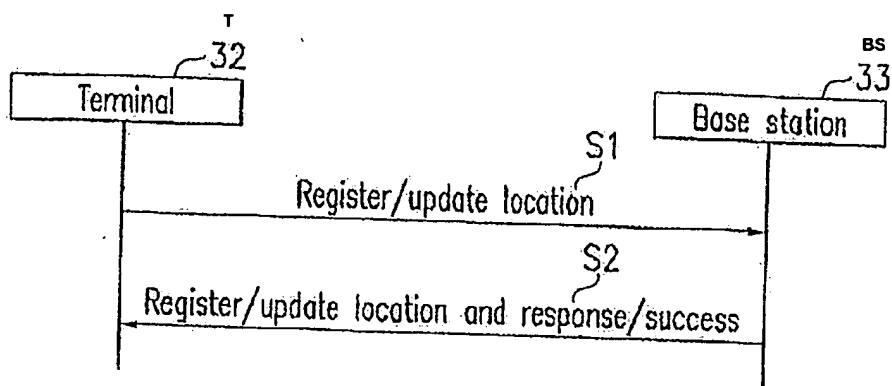 T
32
BS
33
Terminal
Base station
S1
Register/update location
S2
Register/update location and response/success